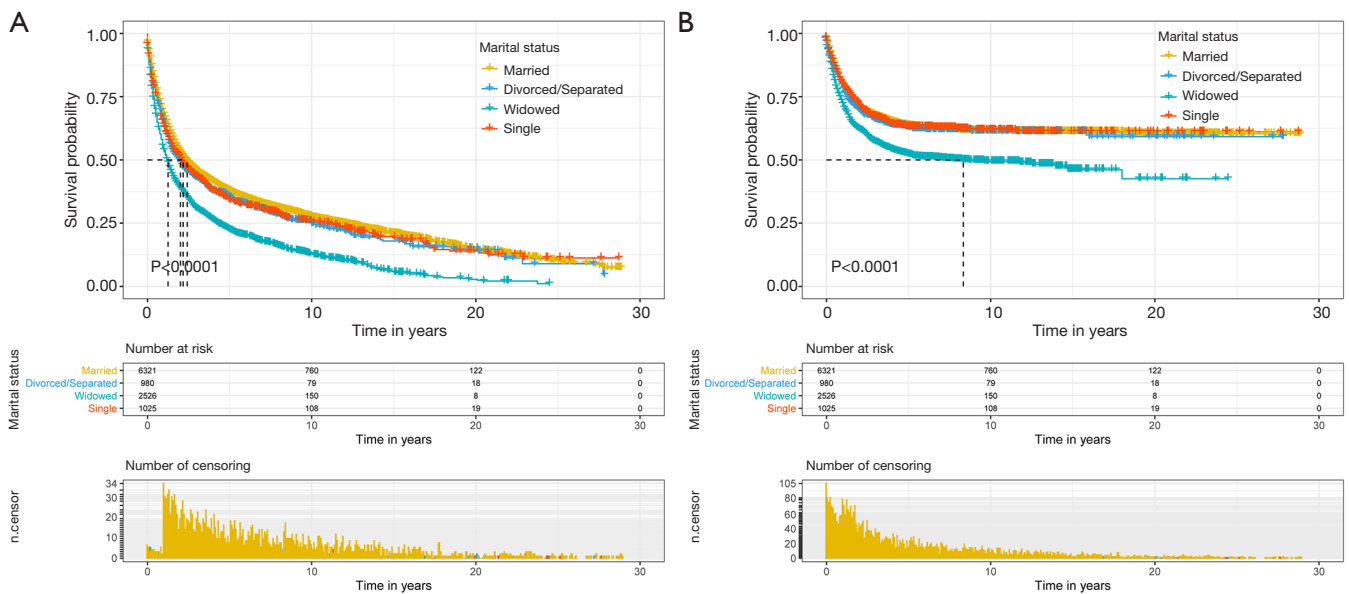 A
1.00
0.75
0.50
0.25
0.00
Survival probability
Marital status
Married
Divorced/Separated
Widowed
Single
P<0.0001
0 10 20 30
Time in years
Number at risk
Marital status
Married 6321 760 122 0
Divorced/Separated 980 79 18 0
Widowed 2526 150 8 0
Single 1025 108 19 0
0 10 20 30
Time in years
Number of censoring
n.censor
34
30
20
10
0
0 10 20 30
Time in years
B
1.00
0.75
0.50
0.25
0.00
Survival probability
Marital status
Married
Divorced/Separated
Widowed
Single
P<0.0001
0 10 20 30
Time in years
Number at risk
Marital status
Married 6321 760 122 0
Divorced/Separated 980 79 18 0
Widowed 2526 150 8 0
Single 1025 108 19 0
0 10 20 30
Time in years
Number of censoring
n.censor
105
80
60
40
20
0
0 10 20 30
Time in years